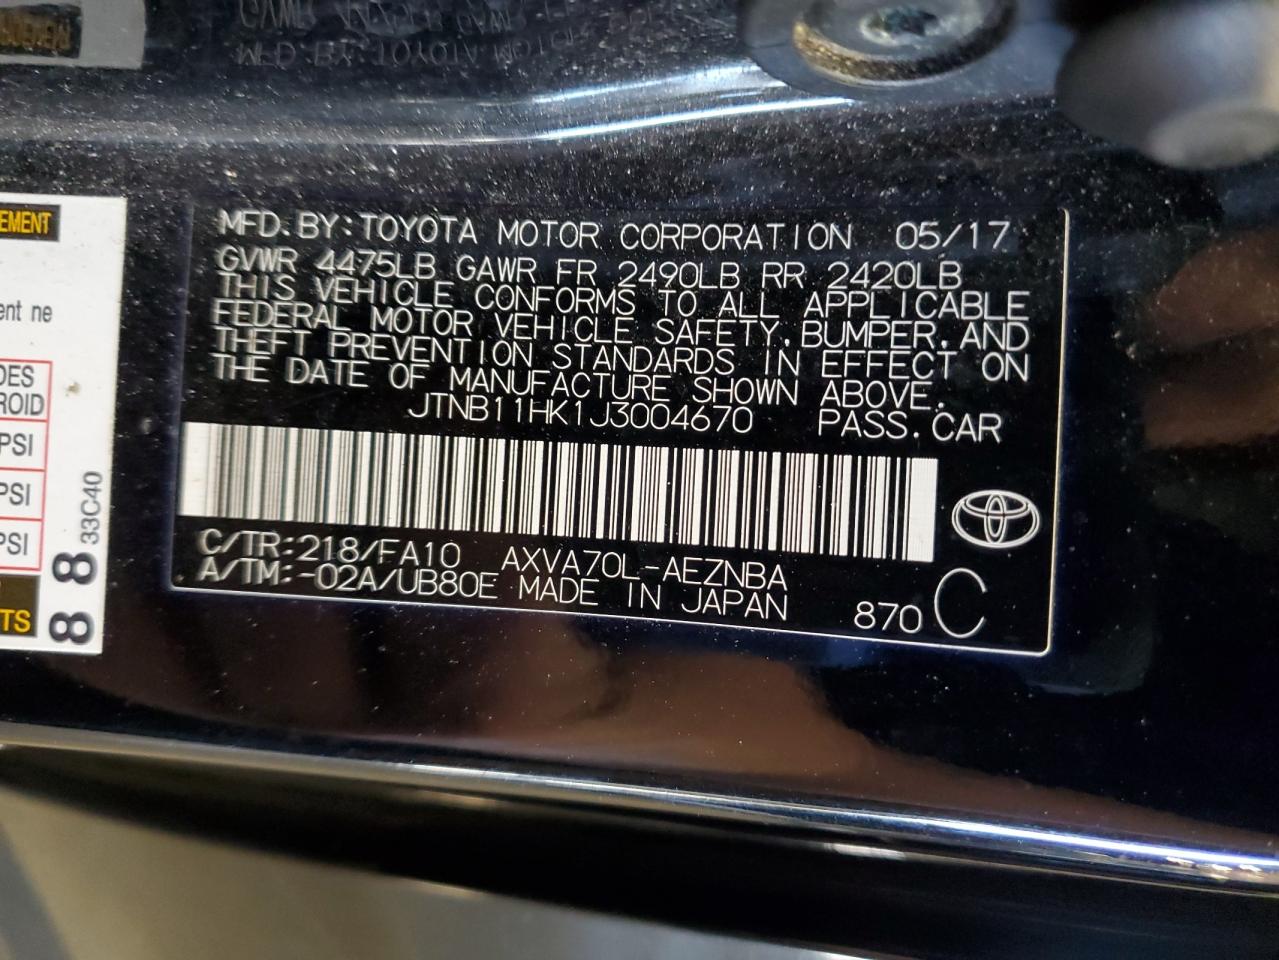 EMENT
ent ne
DES
ROID
PSI
PSI
PSI
TS
88
33C40
MFD. BY: TOYOTA MOTOR CORPORATION 05/17
GVWR 4475LB GAWR FR 2490LB RR 2420LB
THIS VEHICLE CONFORMS TO ALL APPLICABLE
FEDERAL MOTOR VEHICLE SAFETY, BUMPER, AND
THEFT PREVENTION STANDARDS IN EFFECT ON
THE DATE OF MANUFACTURE SHOWN ABOVE.
JTNB11HK1J3004670 PASS. CAR
C/TR: 218/FA10 AXVA70L-AEZNBA
A/TM: -02A/UB80E MADE IN JAPAN 870 C